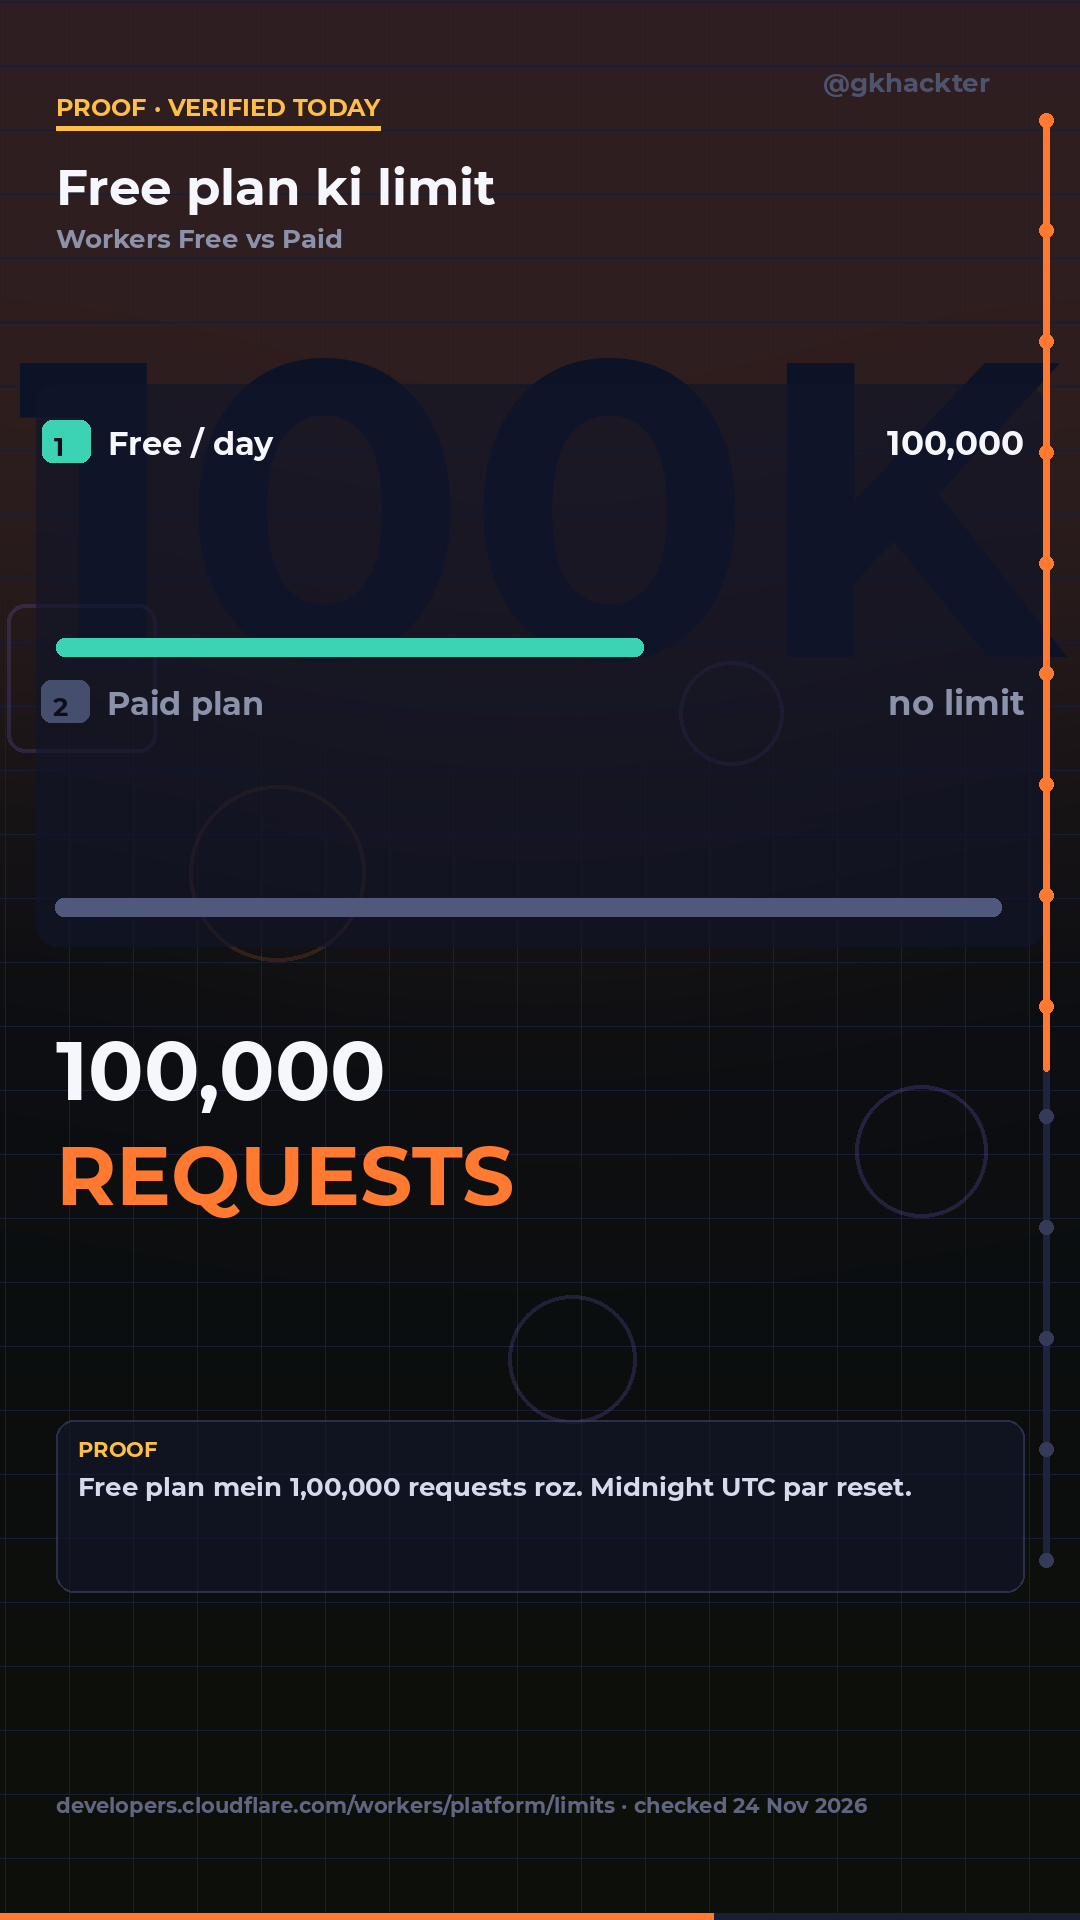 @gkhackter
PROOF · VERIFIED TODAY
Free plan ki limit
Workers Free vs Paid
100K
1 Free / day 100,000
2 Paid plan no limit
100,000
REQUESTS
PROOF
Free plan mein 1,00,000 requests roz. Midnight UTC par reset.
developers.cloudflare.com/workers/platform/limits · checked 24 Nov 2026